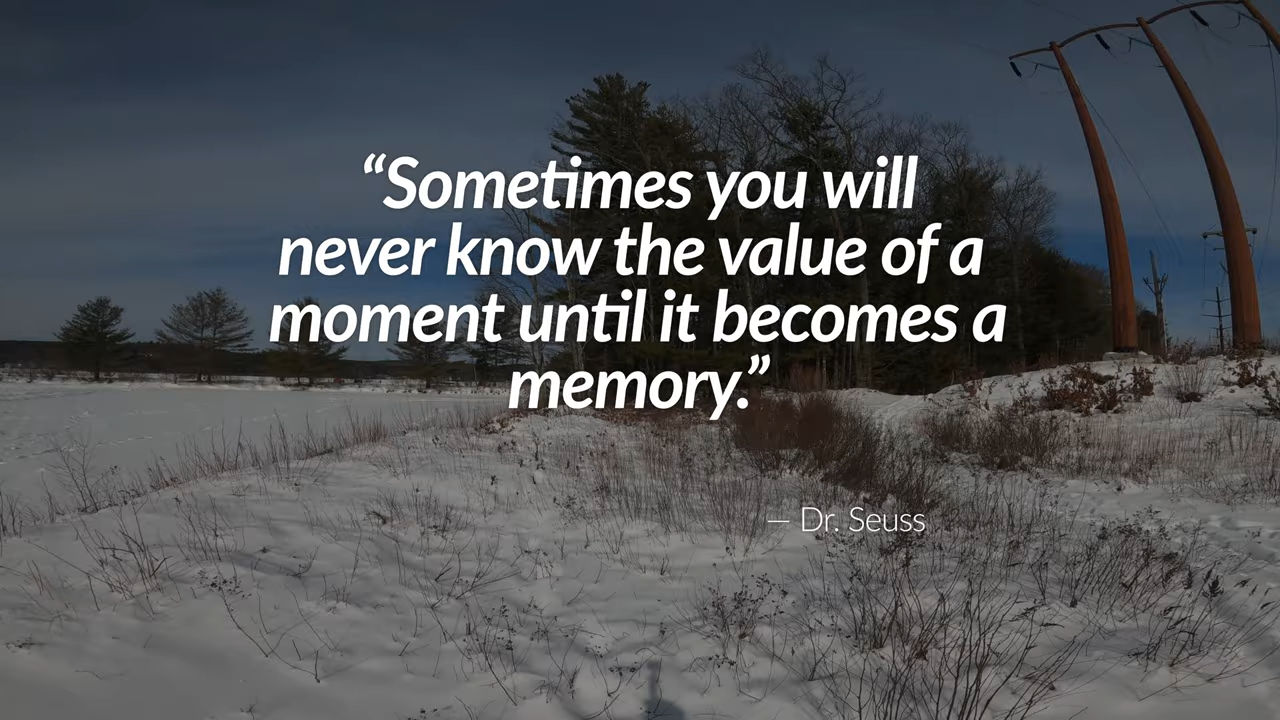 “Sometimes you will
never know the value of a
moment until it becomes a
memory.”
— Dr. Seuss